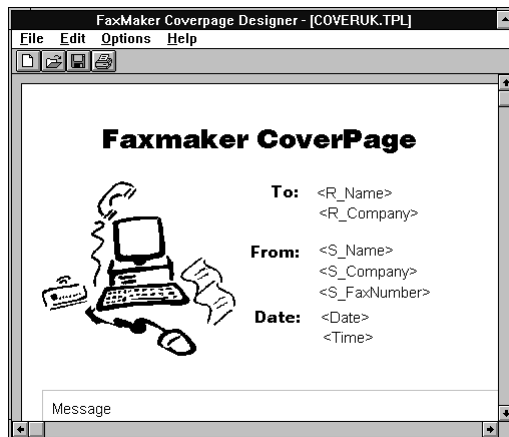 FaxMaker Coverpage Designer - [COVERUK.TPL]
File Edit Options Help
Faxmaker CoverPage
To: <R_Name>
<R_Company>
From: <S_Name>
<S_Company>
<S_FaxNumber>
Date: <Date>
<Time>
Message